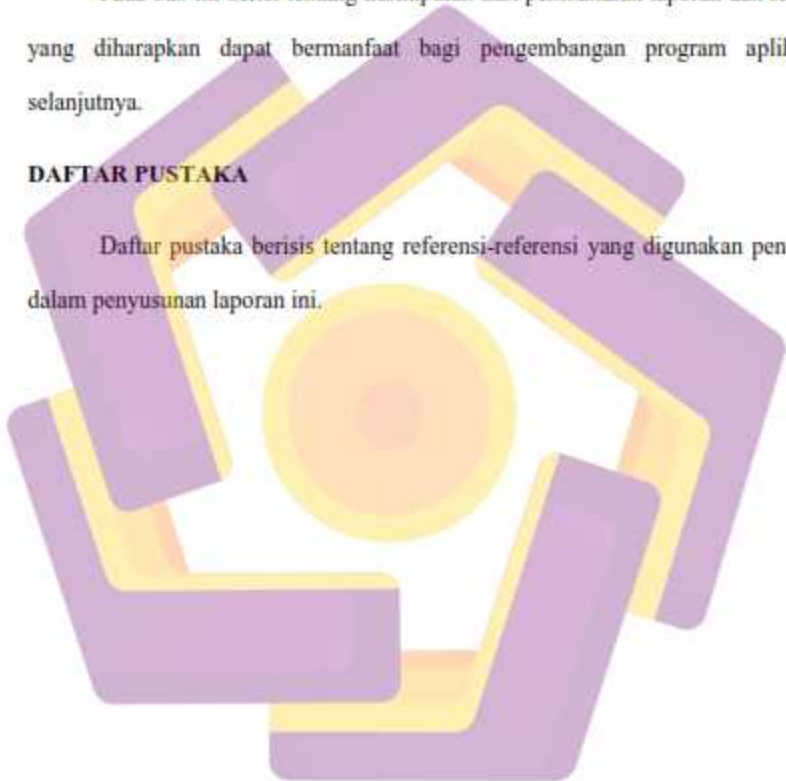 yang diharapkan dapat bermanfaat bagi pengembangan program
selanjutnya.
DAFTAR PUSTAKA
Daftar pustaka berisis tentang referensi-referensi yang digunakan
dalam penyusunan laporan ini.